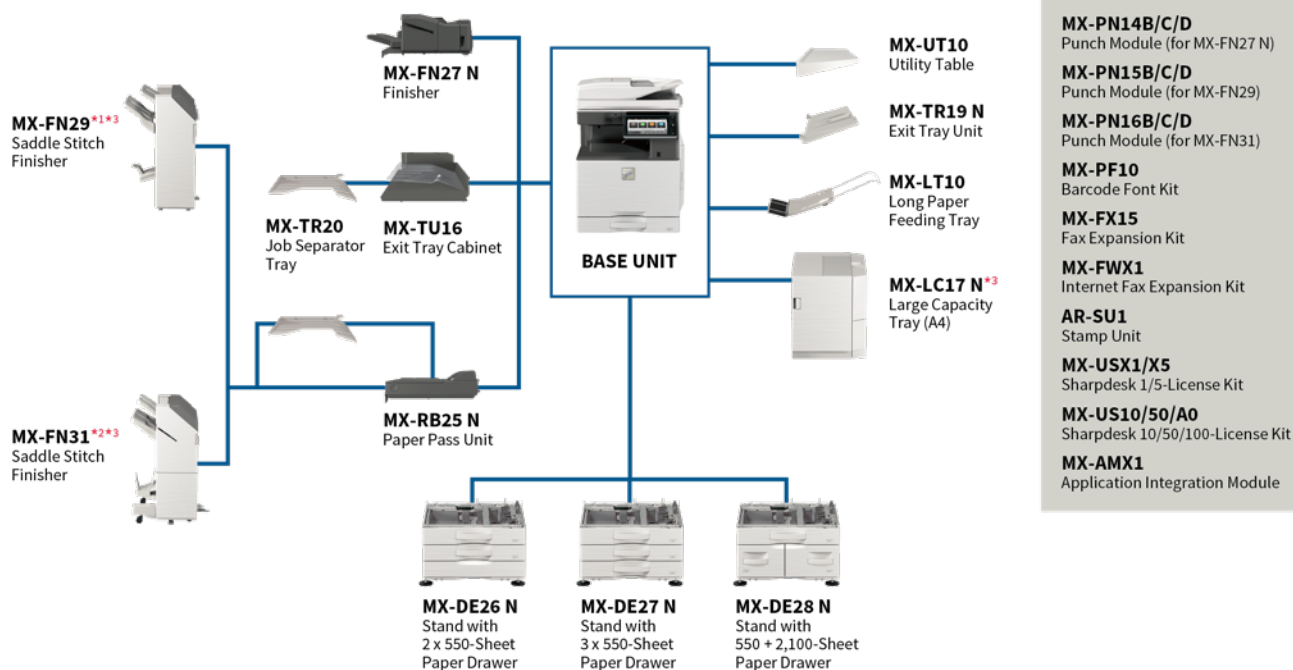 MX-FN27 N
Finisher
MX-FN29*1*3
Saddle Stitch
Finisher
MX-TR20
Job Separator
Tray
MX-TU16
Exit Tray Cabinet
MX-FN31*2*3
Saddle Stitch
Finisher
MX-RB25 N
Paper Pass Unit
BASE UNIT
MX-UT10
Utility Table
MX-TR19 N
Exit Tray Unit
MX-LT10
Long Paper
Feeding Tray
MX-LC17 N*3
Large Capacity
Tray (A4)
MX-DE26 N
Stand with
2 x 550-Sheet
Paper Drawer
MX-DE27 N
Stand with
3 x 550-Sheet
Paper Drawer
MX-DE28 N
Stand with
550 + 2,100-Sheet
Paper Drawer
MX-PN14B/C/D
Punch Module (for MX-FN27 N)
MX-PN15B/C/D
Punch Module (for MX-FN29)
MX-PN16B/C/D
Punch Module (for MX-FN31)
MX-PF10
Barcode Font Kit
MX-FX15
Fax Expansion Kit
MX-FWX1
Internet Fax Expansion Kit
AR-SU1
Stamp Unit
MX-USX1/X5
Sharpdesk 1/5-License Kit
MX-US10/50/A0
Sharpdesk 10/50/100-License Kit
MX-AMX1
Application Integration Module